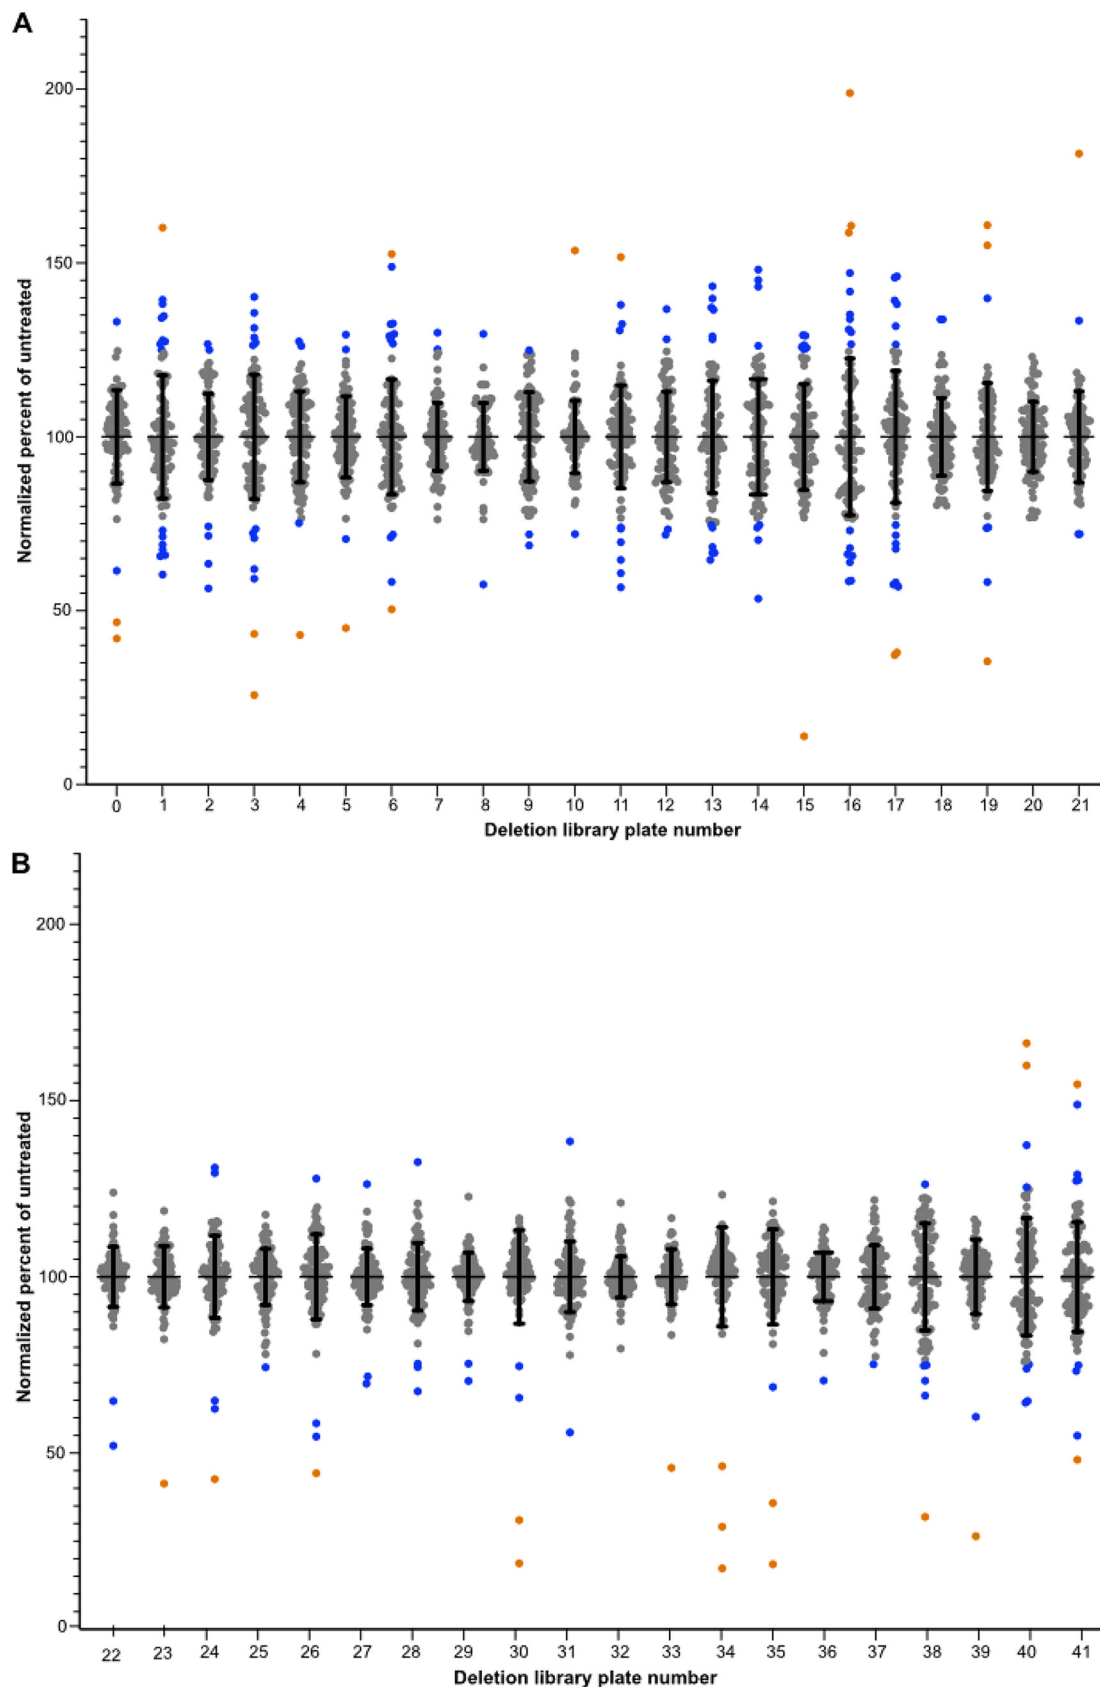 A
200
150
100
50
0
Normalized percent of untreated
0 1 2 3 4 5 6 7 8 9 10 11 12 13 14 15 16 17 18 19 20 21
Deletion library plate number
B
200
150
100
50
0
Normalized percent of untreated
22 23 24 25 26 27 28 29 30 31 32 33 34 35 36 37 38 39 40 41
Deletion library plate number